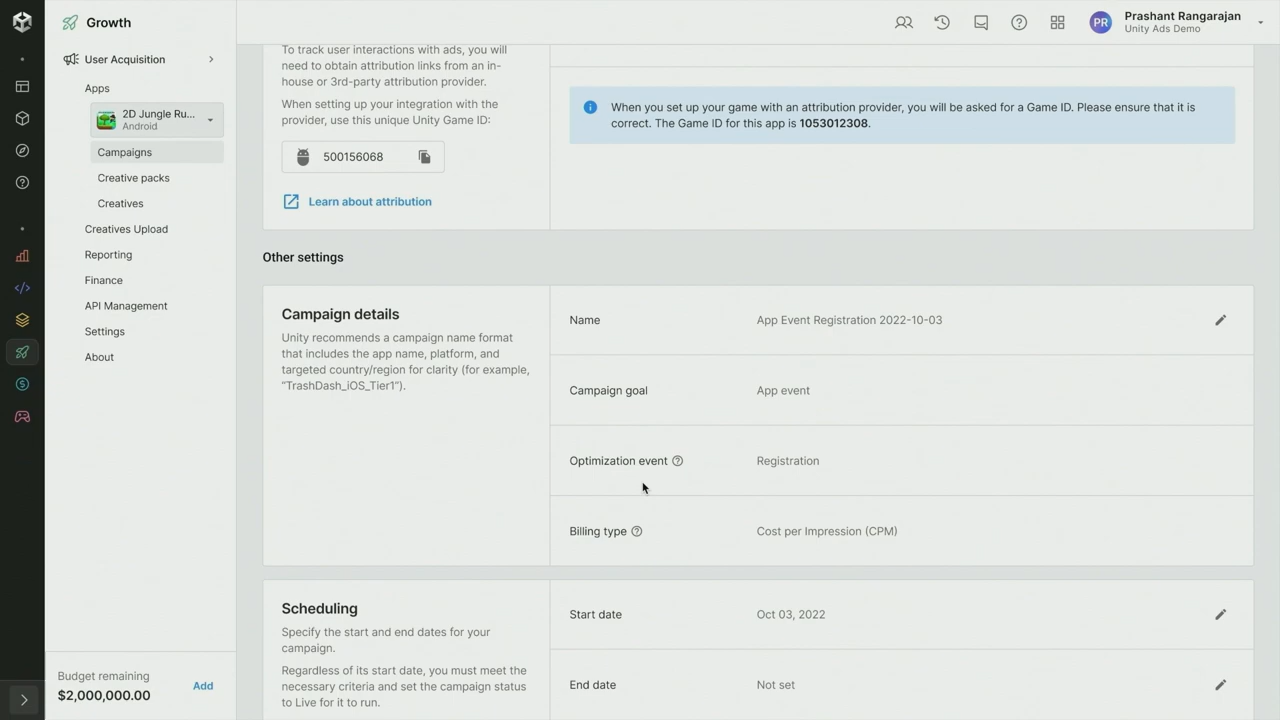 Growth
PR
Prashant Rangarajan
Unity Ads Demo
User Acquisition
Apps
2D Jungle Ru...
Android
Campaigns
Creative packs
Creatives
Creatives Upload
Reporting
Finance
API Management
Settings
About
Budget remaining
$2,000,000.00
Add
To track user interactions with ads, you will
need to obtain attribution links from an in-
house or 3rd-party attribution provider.
When setting up your integration with the
provider, use this unique Unity Game ID:
500156068
Learn about attribution
When you set up your game with an attribution provider, you will be asked for a Game ID. Please ensure that it is
correct. The Game ID for this app is 1053012308.
Other settings
Campaign details
Unity recommends a campaign name format
that includes the app name, platform, and
targeted country/region for clarity (for example,
"TrashDash_iOS_Tier1").
Name
App Event Registration 2022-10-03
Campaign goal
App event
Optimization event
Registration
Billing type
Cost per Impression (CPM)
Scheduling
Specify the start and end dates for your
campaign.
Regardless of its start date, you must meet the
necessary criteria and set the campaign status
to Live for it to run.
Start date
Oct 03, 2022
End date
Not set